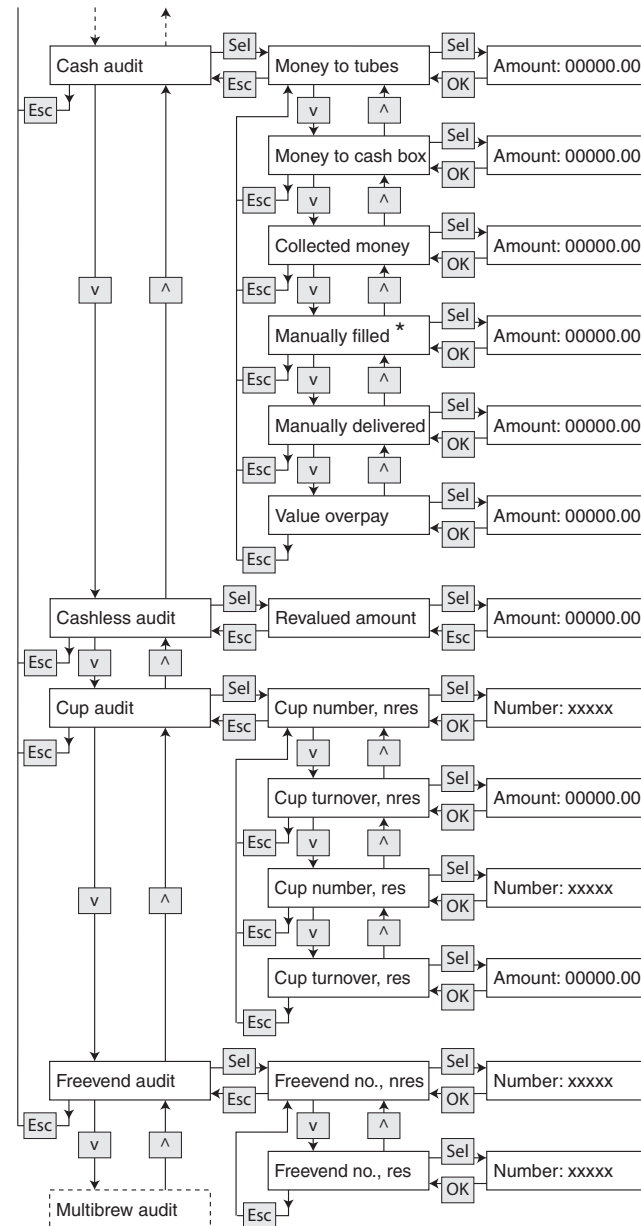 Sel
Sel
Cash audit
Money to tubes
Amount: 00000.00
Esc
OK
Esc
v
^
Sel
Money to cash box
Amount: 00000.00
OK
Esc
v
^
Sel
Collected money
Amount: 00000.00
OK
v
^
Esc
v
^
Sel
Manually filled *
Amount: 00000.00
OK
Esc
v
^
Sel
Manually delivered
Amount: 00000.00
OK
Esc
v
^
Sel
Value overpay
Amount: 00000.00
OK
Esc
Sel
Sel
Cashless audit
Revalued amount
Amount: 00000.00
Esc
Esc
Esc
v
^
Sel
Sel
Cup audit
Cup number, nres
Number: xxxxx
Esc
OK
Esc
v
^
Sel
Cup turnover, nres
Amount: 00000.00
OK
Esc
v
^
Sel
Cup number, res
Number: xxxxx
OK
v
^
Esc
v
^
Sel
Cup turnover, res
Amount: 00000.00
OK
Esc
Sel
Sel
Freevend audit
Freevend no., nres
Number: xxxxx
Esc
OK
Esc
v
^
v
^
Sel
Freevend no., res
Number: xxxxx
OK
Multibrew audit
Esc